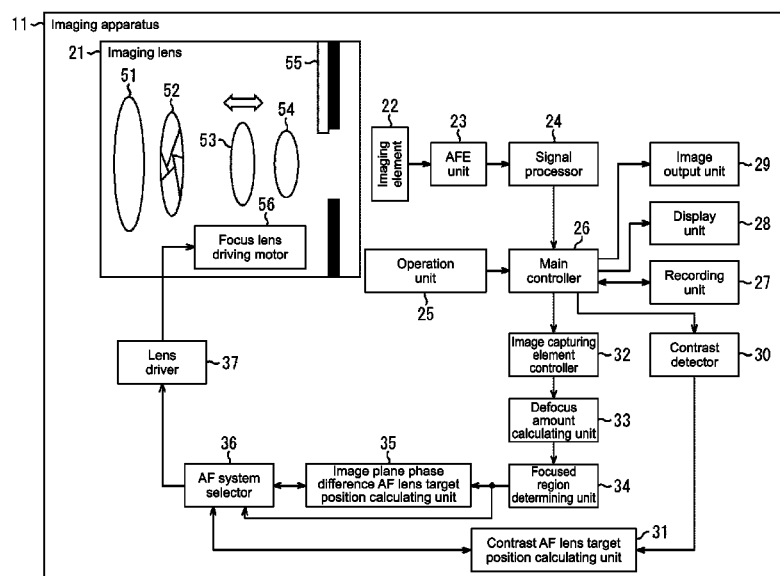 11
Imaging apparatus
21
Imaging lens
51
52
53
54
55
56
Focus lens
driving motor
22
Imaging
element
23
AFE
unit
24
Signal
processor
Image
output unit
29
Display
unit
28
26
Main
controller
Operation
unit
25
Recording
unit
27
Lens
driver
37
Image capturing
element
controller
32
Contrast
detector
30
Defocus
amount
calculating unit
33
36
AF system
selector
35
Image plane phase
difference AF lens target
position calculating unit
Focused
region
determining unit
34
31
Contrast AF lens target
position calculating unit